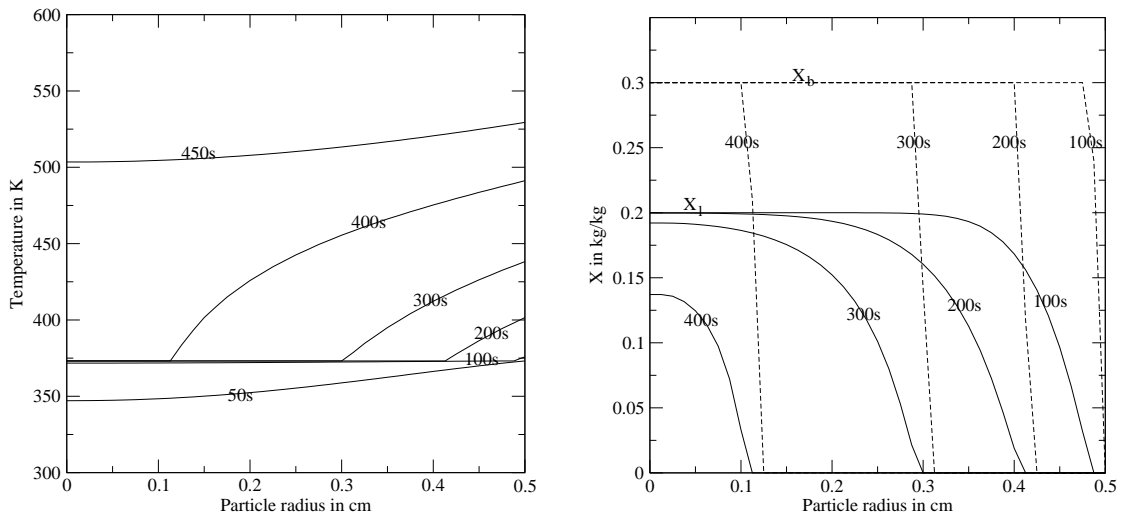 600
550
500
450
400
350
300
0
0.1
0.2
0.3
0.4
0.5
Temperature in K
Particle radius in cm
450s
400s
300s
200s
100s
50s
0.3
0.25
0.2
0.15
0.1
0.05
0
0
0.1
0.2
0.3
0.4
0.5
X in kg/kg
Particle radius in cm
X_b
400s
300s
200s
100s
X_l
100s
200s
300s
400s